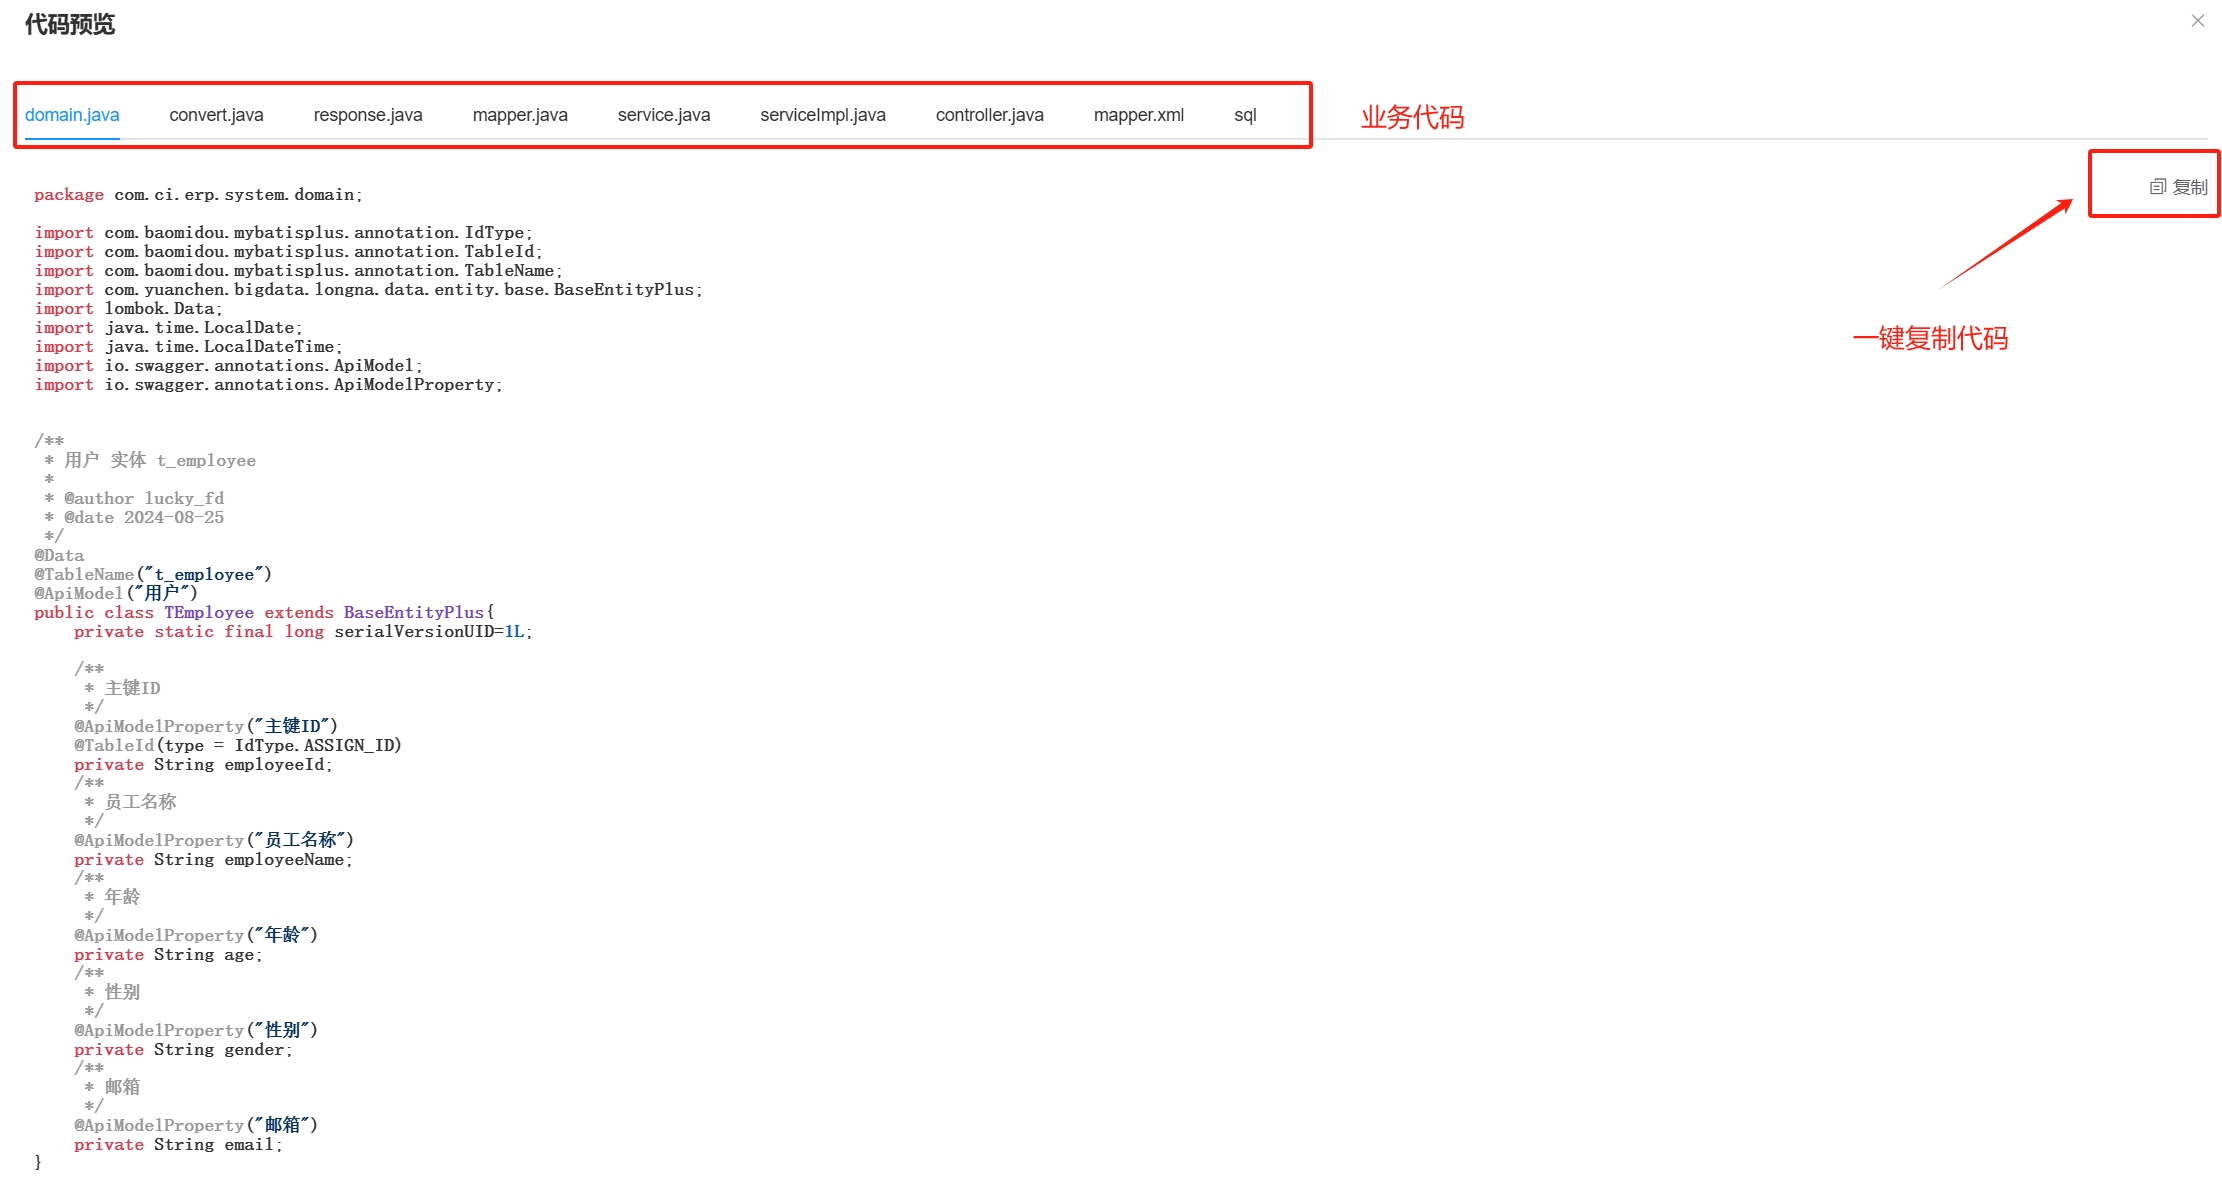 代码预览
domain.java convert.java response.java mapper.java service.java serviceImpl.java controller.java mapper.xml sql 业务代码
复制
一键复制代码
package com.ci.erp.system.domain;
import com.baomidou.mybatisplus.annotation.IdType;
import com.baomidou.mybatisplus.annotation.TableId;
import com.baomidou.mybatisplus.annotation.TableName;
import com.yuanchen.bigdata.longna.data.entity.base.BaseEntityPlus;
import lombok.Data;
import java.time.LocalDate;
import java.time.LocalDateTime;
import io.swagger.annotations.ApiModel;
import io.swagger.annotations.ApiModelProperty;
/**
 * 用户 实体 t_employee
 *
 * @author lucky_fd
 * @date 2024-08-25
 */
@Data
@TableName("t_employee")
@ApiModel("用户")
public class TEmployee extends BaseEntityPlus{
    private static final long serialVersionUID=1L;
    /**
     * 主键ID
     */
    @ApiModelProperty("主键ID")
    @TableId(type = IdType.ASSIGN_ID)
    private String employeeId;
    /**
     * 员工名称
     */
    @ApiModelProperty("员工名称")
    private String employeeName;
    /**
     * 年龄
     */
    @ApiModelProperty("年龄")
    private String age;
    /**
     * 性别
     */
    @ApiModelProperty("性别")
    private String gender;
    /**
     * 邮箱
     */
    @ApiModelProperty("邮箱")
    private String email;
}